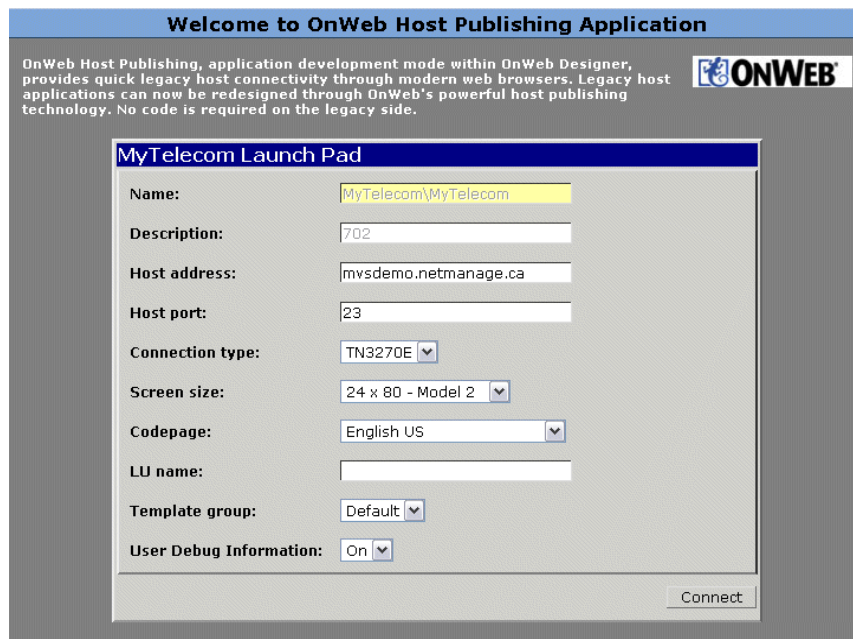 Welcome to OnWeb Host Publishing Application
OnWeb Host Publishing, application development mode within OnWeb Designer,
provides quick legacy host connectivity through modern web browsers. Legacy host
applications can now be redesigned through OnWeb's powerful host publishing
technology. No code is required on the legacy side.
ONWEB
MyTelecom Launch Pad
Name: MyTelecom\MyTelecom
Description: 702
Host address: mvsdemo.netmanage.ca
Host port: 23
Connection type: TN3270E
Screen size: 24 x 80 - Model 2
Codepage: English US
LU name:
Template group: Default
User Debug Information: On
Connect